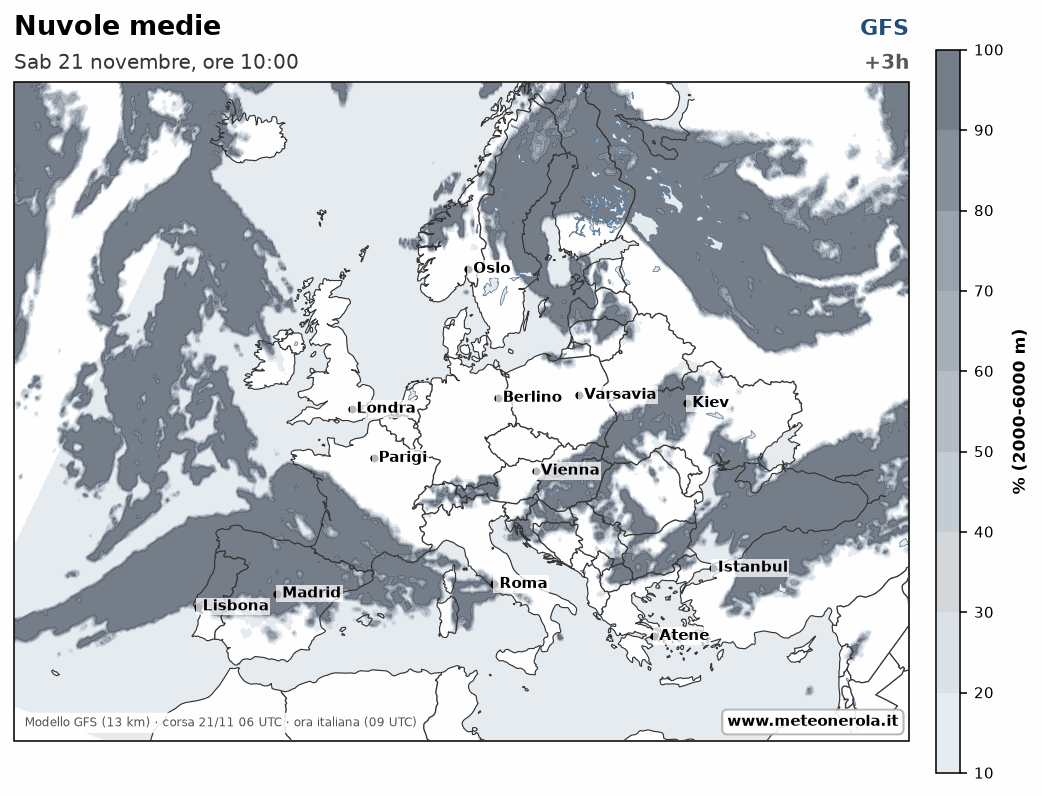 Nuvole medie
GFS
Sab 21 novembre, ore 10:00
+3h
100
90
80
70
60
50
40
30
20
10
% (2000-6000 m)
Oslo
Berlino
Varsavia
Kiev
Londra
Parigi
Vienna
Istanbul
Roma
Madrid
Lisbona
Atene
Modello GFS (13 km) · corsa 21/11 06 UTC · ora italiana (09 UTC)
www.meteonerola.it